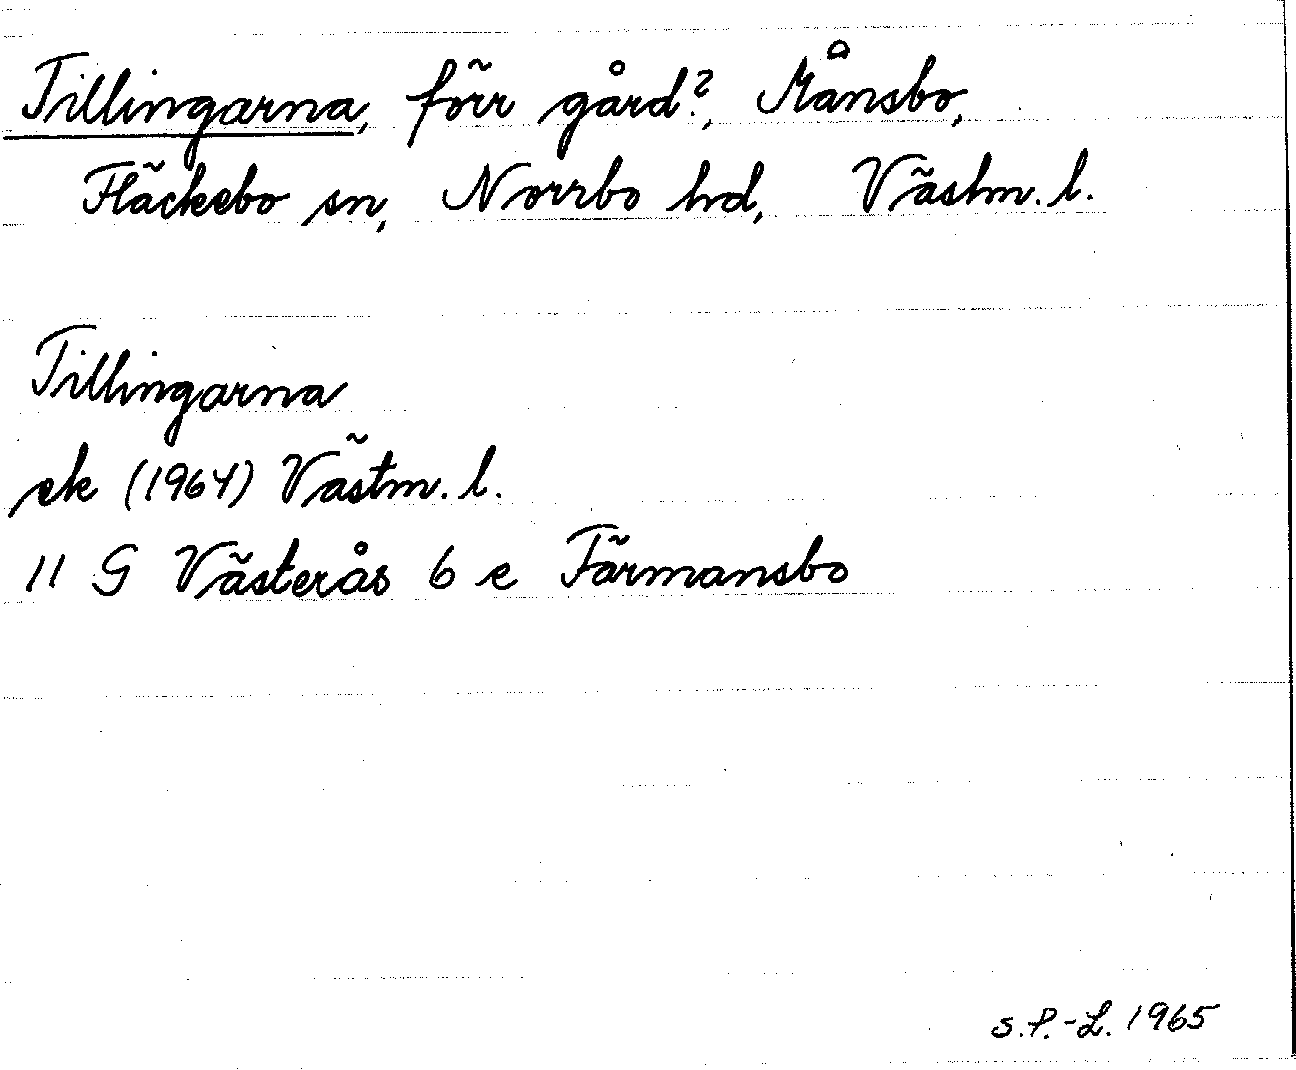 Tillingarna, förr gård?, Månsbo,
Fläckebo sn, Norrbo hd, Västm. l.
Tillingarna
ek (1964) Västm. l.
11 G Västerås 6 e Färmansbo
S.P.-L. 1965